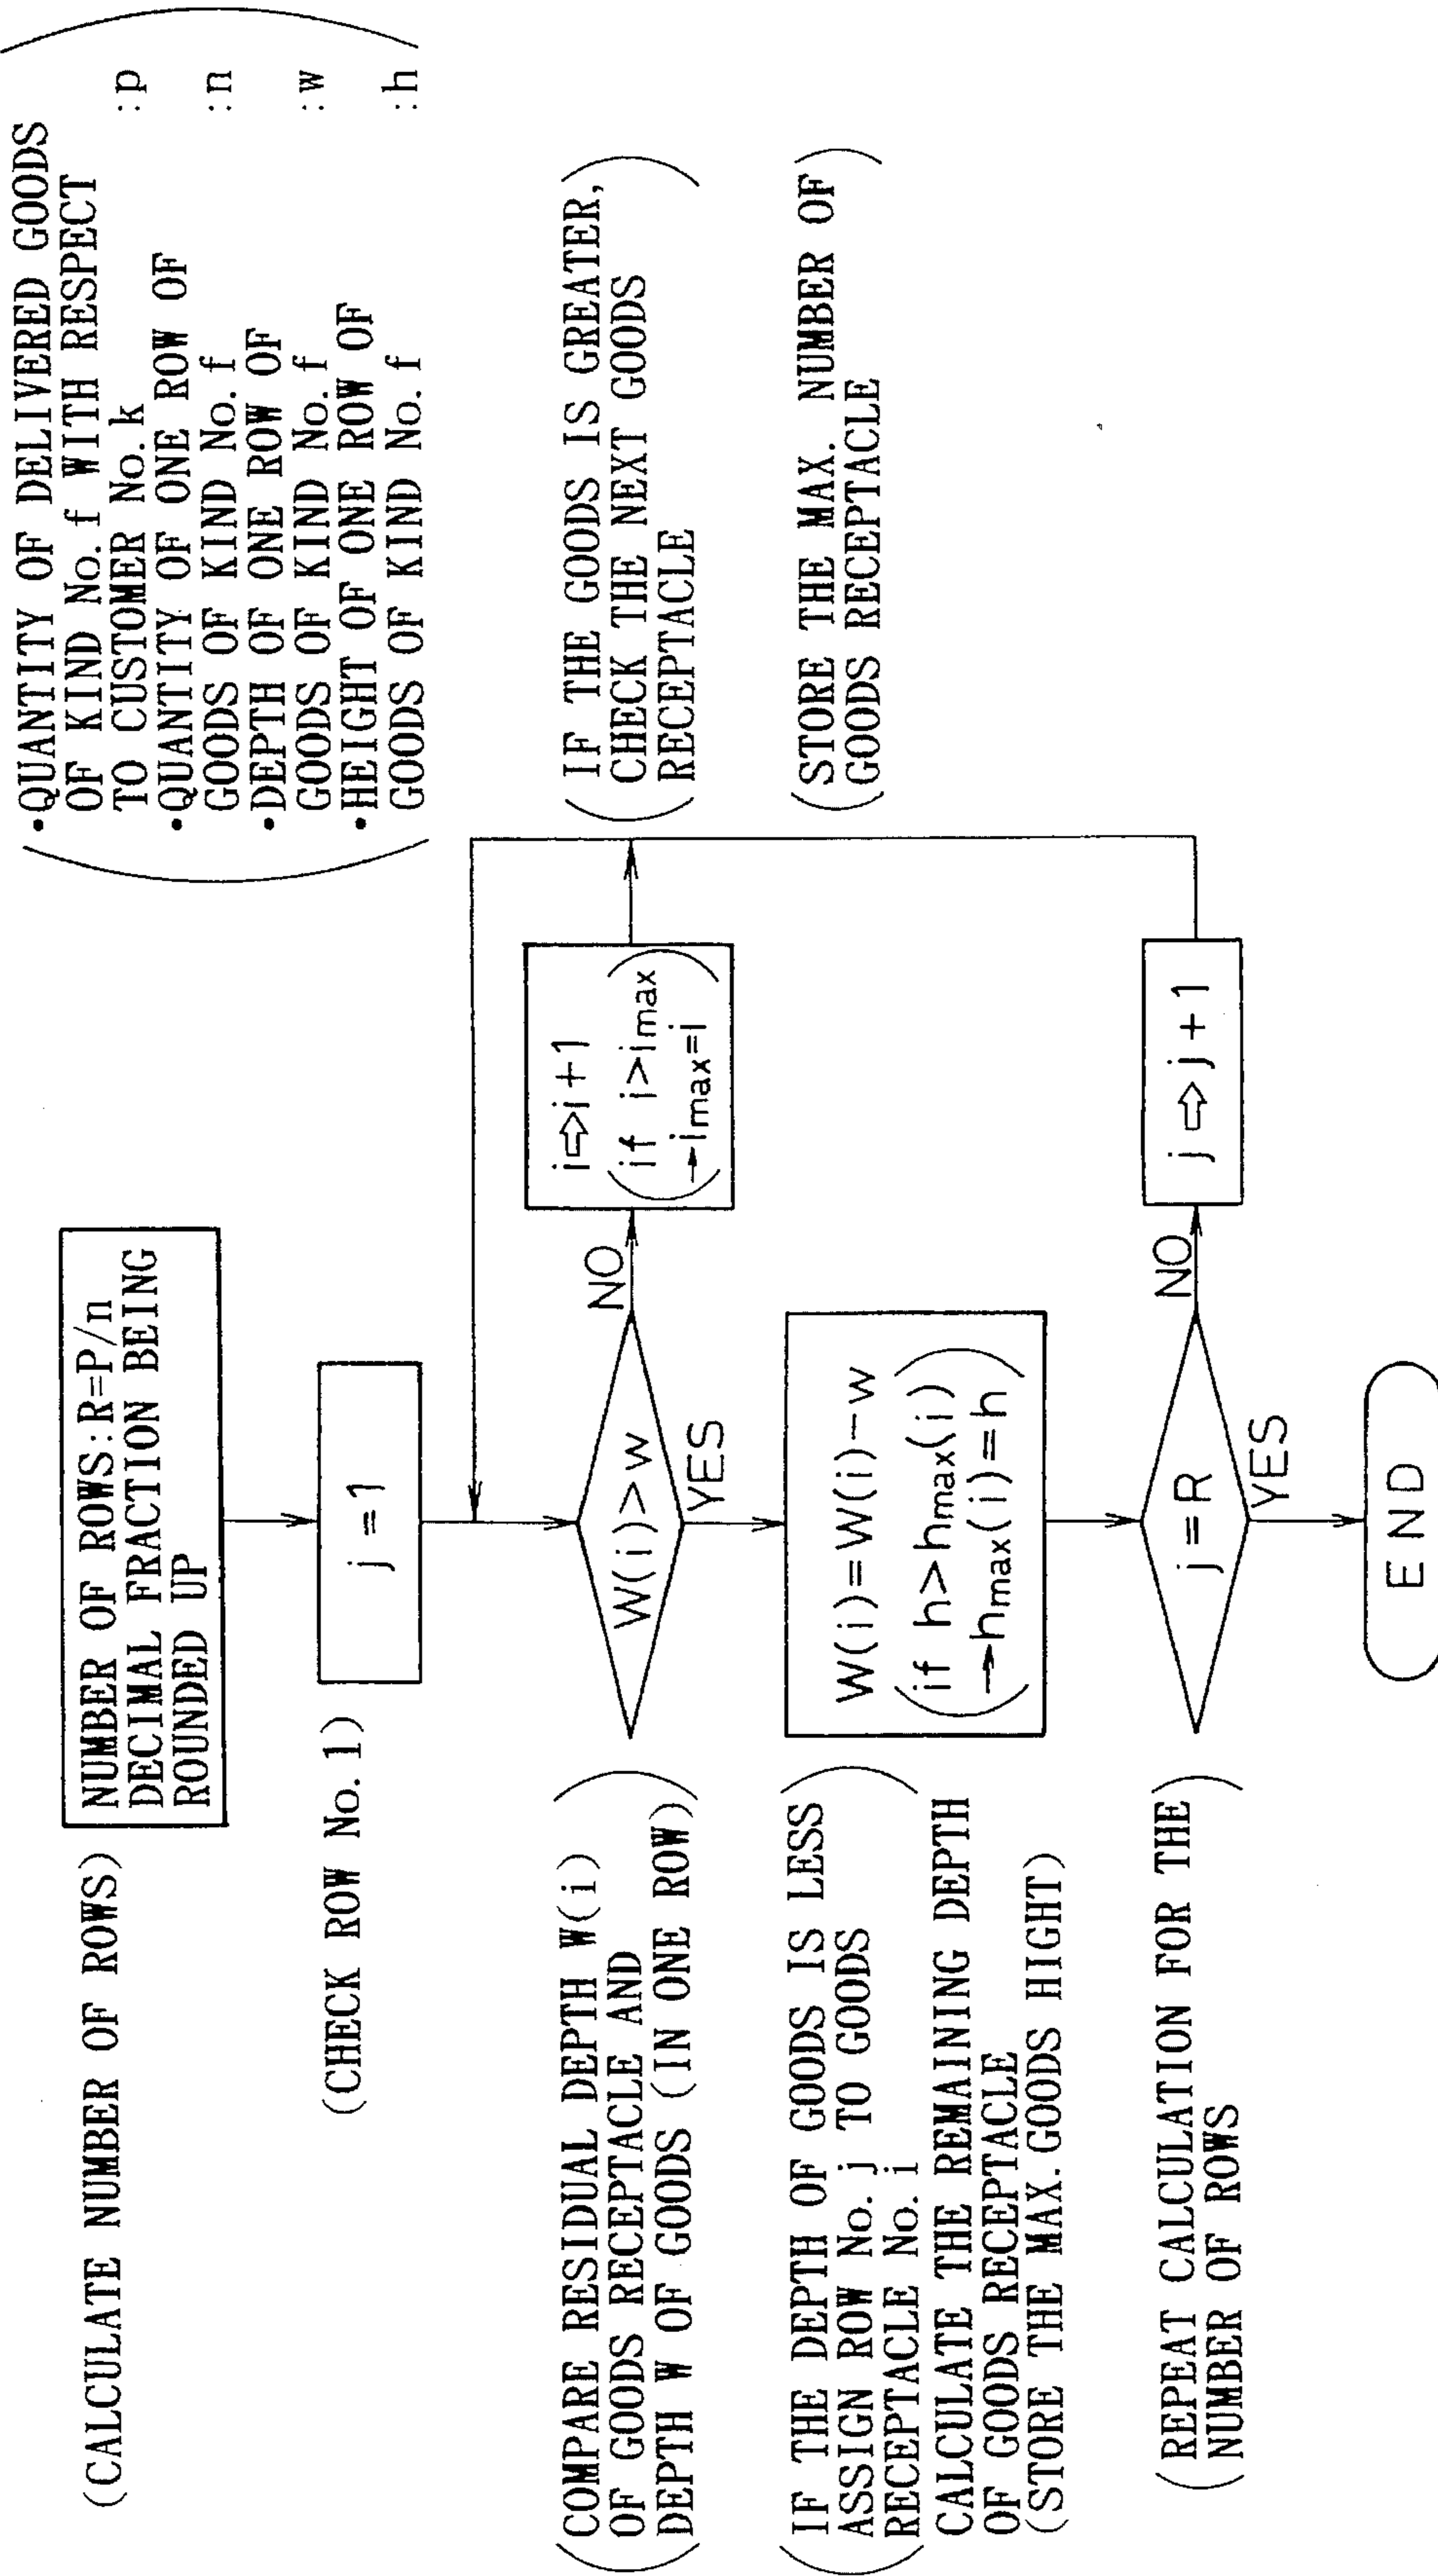 (CALCULATE NUMBER OF ROWS)
NUMBER OF ROWS:R=P/n
DECIMAL FRACTION BEING
ROUNDED UP
•QUANTITY OF DELIVERED GOODS
OF KIND No.f WITH RESPECT
TO CUSTOMER No.k :p
•QUANTITY OF ONE ROW OF
GOODS OF KIND No.f :n
•DEPTH OF ONE ROW OF
GOODS OF KIND No.f :w
•HEIGHT OF ONE ROW OF
GOODS OF KIND No.f :h
(CHECK ROW No.1)
j=1
(COMPARE RESIDUAL DEPTH W(i)
OF GOODS RECEPTACLE AND
DEPTH W OF GOODS (IN ONE ROW))
W(i)>w
NO
YES
i⇨i+1
(if i>imax
→imax=i)
(IF THE GOODS IS GREATER,
CHECK THE NEXT GOODS
RECEPTACLE)
(STORE THE MAX. NUMBER OF
GOODS RECEPTACLE)
(IF THE DEPTH OF GOODS IS LESS
ASSIGN ROW No.j TO GOODS
RECEPTACLE No.i)
CALCULATE THE REMAINING DEPTH
OF GOODS RECEPTACLE
(STORE THE MAX.GOODS HIGHT)
W(i)=W(i)-w
(if h>hmax(i)
→hmax(i)=h)
(REPEAT CALCULATION FOR THE
NUMBER OF ROWS)
j=R
NO
YES
j⇨j+1
END